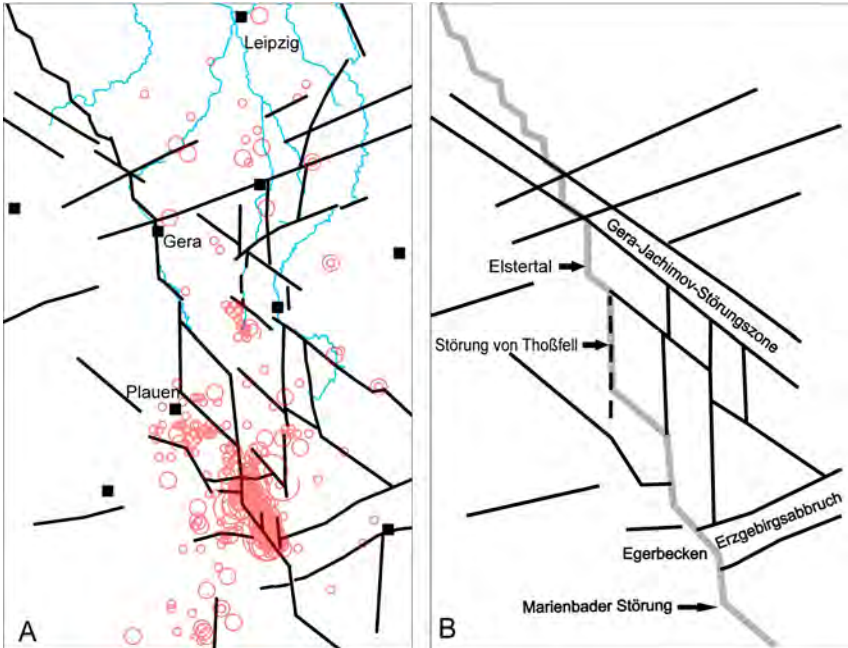 Leipzig
Gera
Plauen
A
Gera-Jachimov-Störungszone
Elstertal
Störung von Thoßfell
Erzgebirgsabbruch
Egerbecken
Marienbader Störung
B